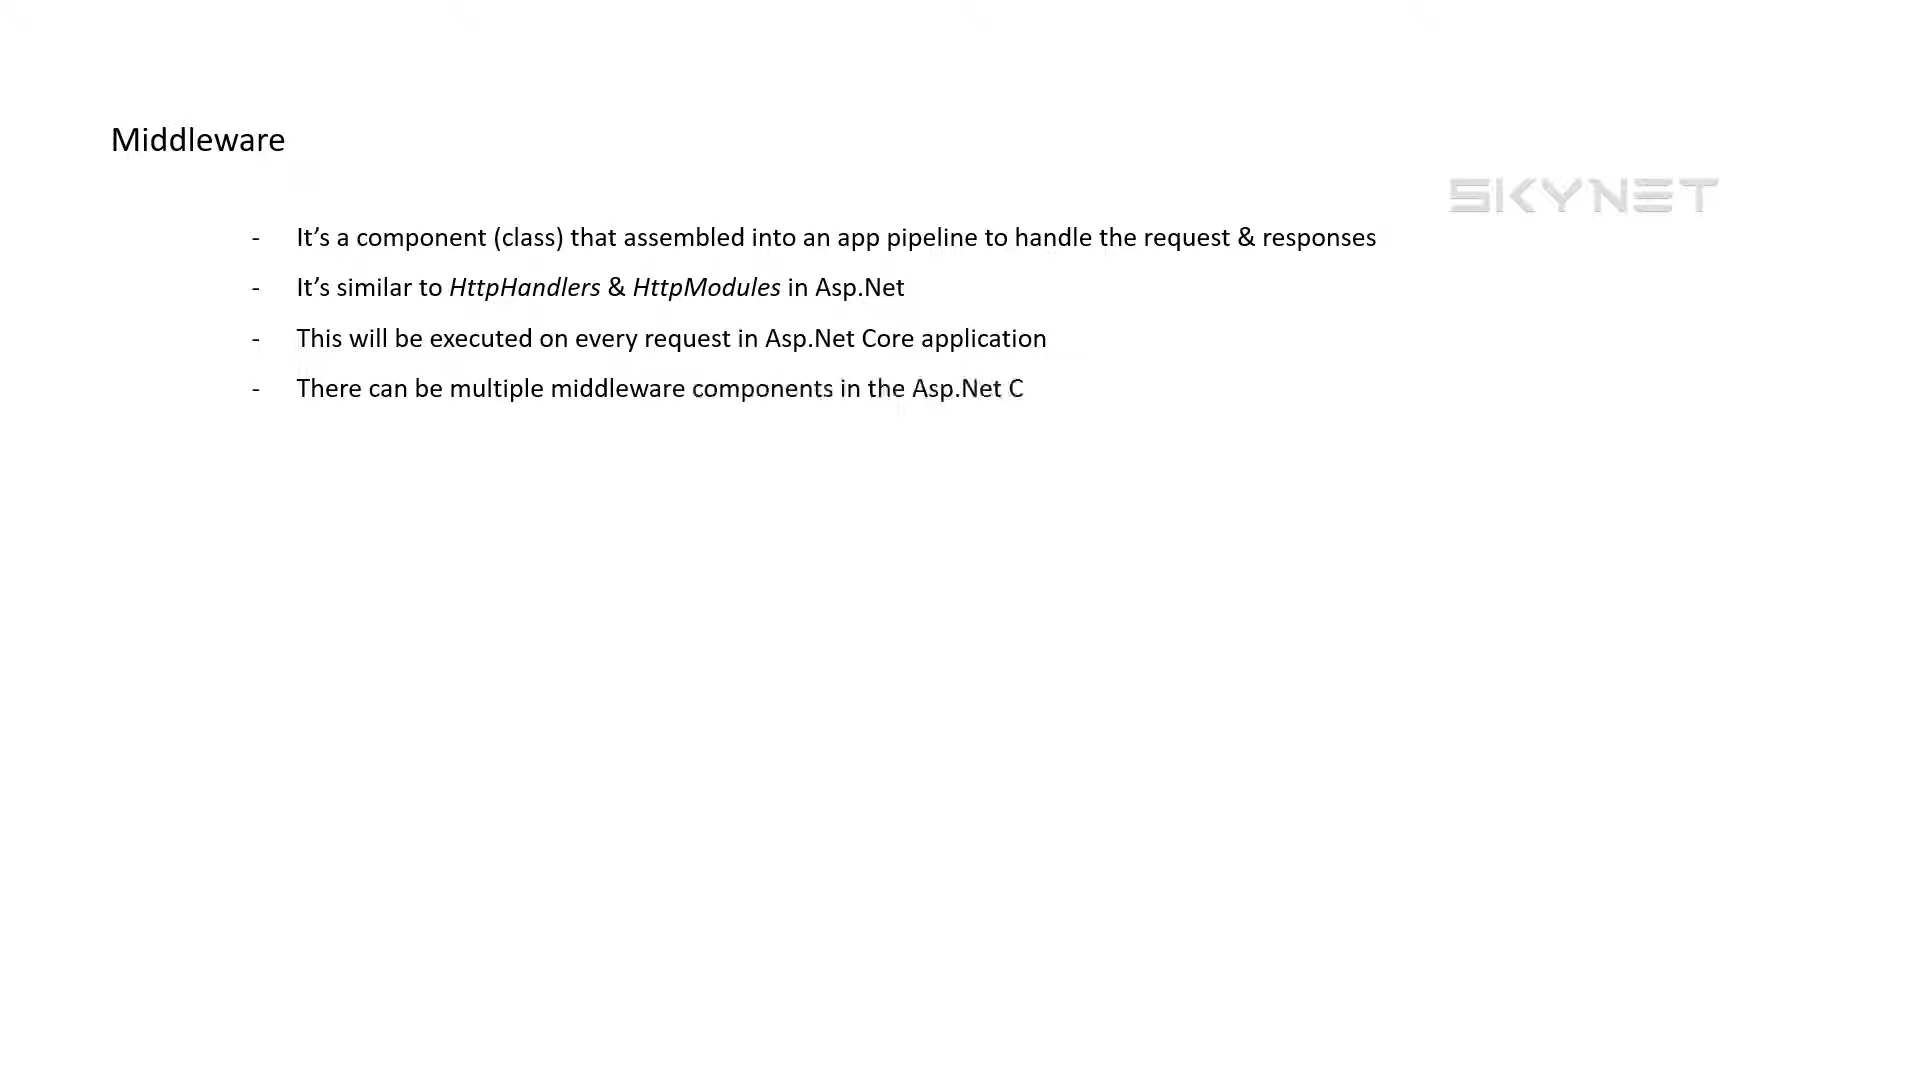 Middleware
SKYNET
- It’s a component (class) that assembled into an app pipeline to handle the request & responses
- It’s similar to HttpHandlers & HttpModules in Asp.Net
- This will be executed on every request in Asp.Net Core application
- There can be multiple middleware components in the Asp.Net C